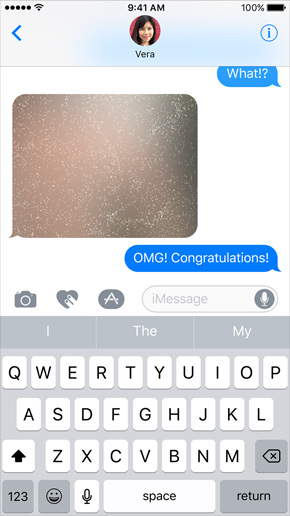 9:41 AM
100%
Vera
What!?
OMG! Congratulations!
iMessage
I The My
Q W E R T Y U I O P
A S D F G H J K L
Z X C V B N M
123 space return